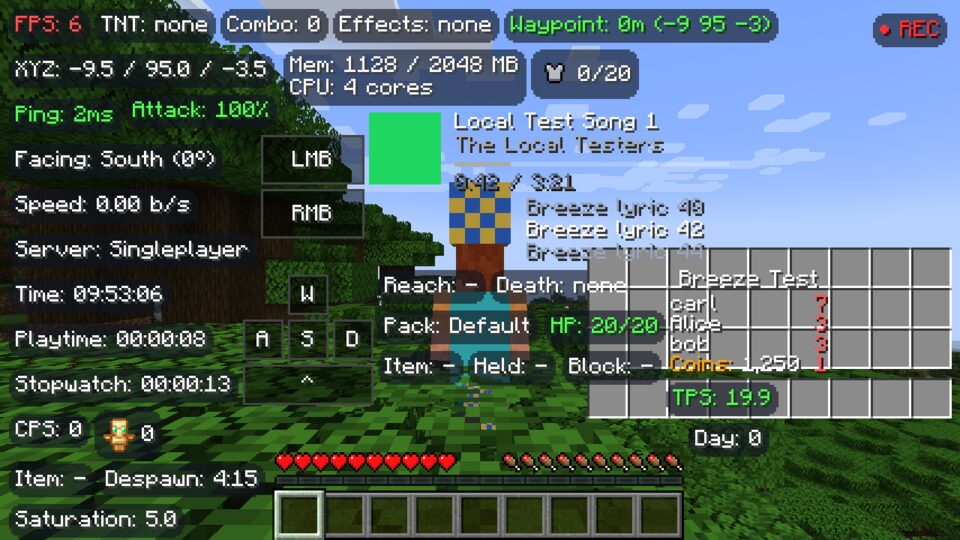 FPS: 6 TNT: none Combo: 0 Effects: none Waypoint: 0m (-9 95 -3) REC
XYZ: -9.5 / 95.0 / -3.5 Mem: 1128 / 2048 MB
CPU: 4 cores
0/20
Ping: 2ms Attack: 100%
Local Test Song 1
The Local Testers
0:42 / 3:21
Facing: South (0°) LMB
Speed: 0.00 b/s RMB
Breeze lyric 40
Breeze lyric 42
Breeze lyric 44
Server: Singleplayer
Time: 09:53:06 W
Reach: - Death: none
Breeze Test
carl 7
Alice 3
bob 3
Coins: 1,250 1
Playtime: 00:00:08 A S D
Pack: Default HP: 20/20
Item: - Held: - Block: -
Stopwatch: 00:00:13 ^
TPS: 19.9
CPS: 0 0
Day: 0
Item: - Despawn: 4:15
Saturation: 5.0